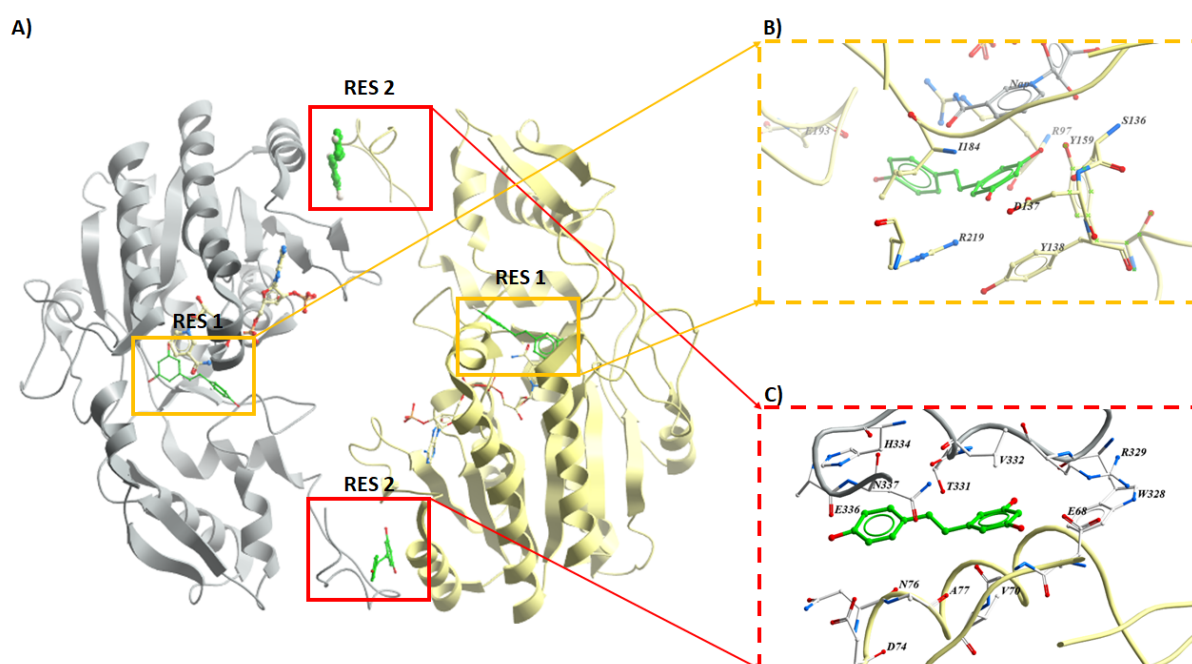 A)
RES 2
RES 1
RES 1
RES 2
B)
E193
I184
R97
Y159
S136
D137
R219
Y138
C)
H334
V332
R329
N337
T331
W328
E336
E68
N76
A77
V70
D74